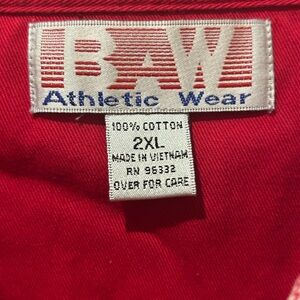 BAW
Athletic Wear
100% COTTON
2XL
MADE IN VIETNAM
RN 96332
OVER FOR CARE